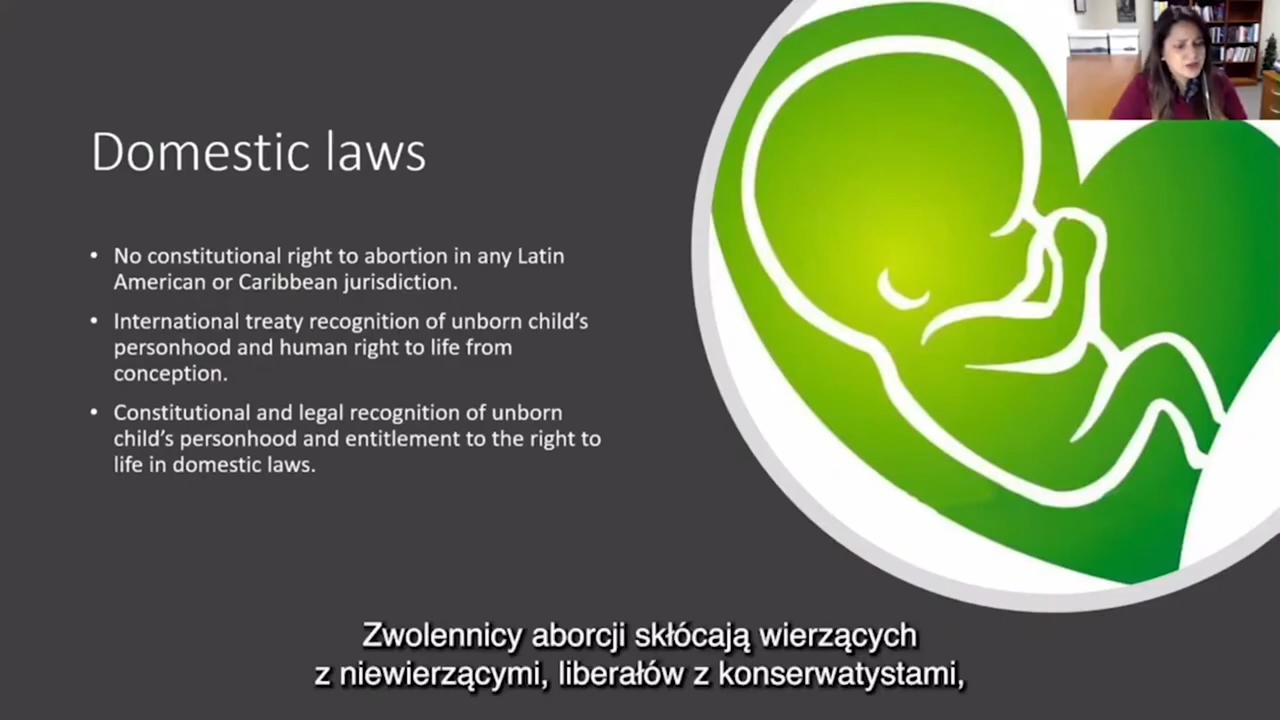 Domestic laws
• No constitutional right to abortion in any Latin
American or Caribbean jurisdiction.
• International treaty recognition of unborn child's
personhood and human right to life from
conception.
• Constitutional and legal recognition of unborn
child's personhood and entitlement to the right to
life in domestic laws.
Zwolennicy aborcji skłócają wierzących
z niewierzącymi, liberałów z konserwatystami,